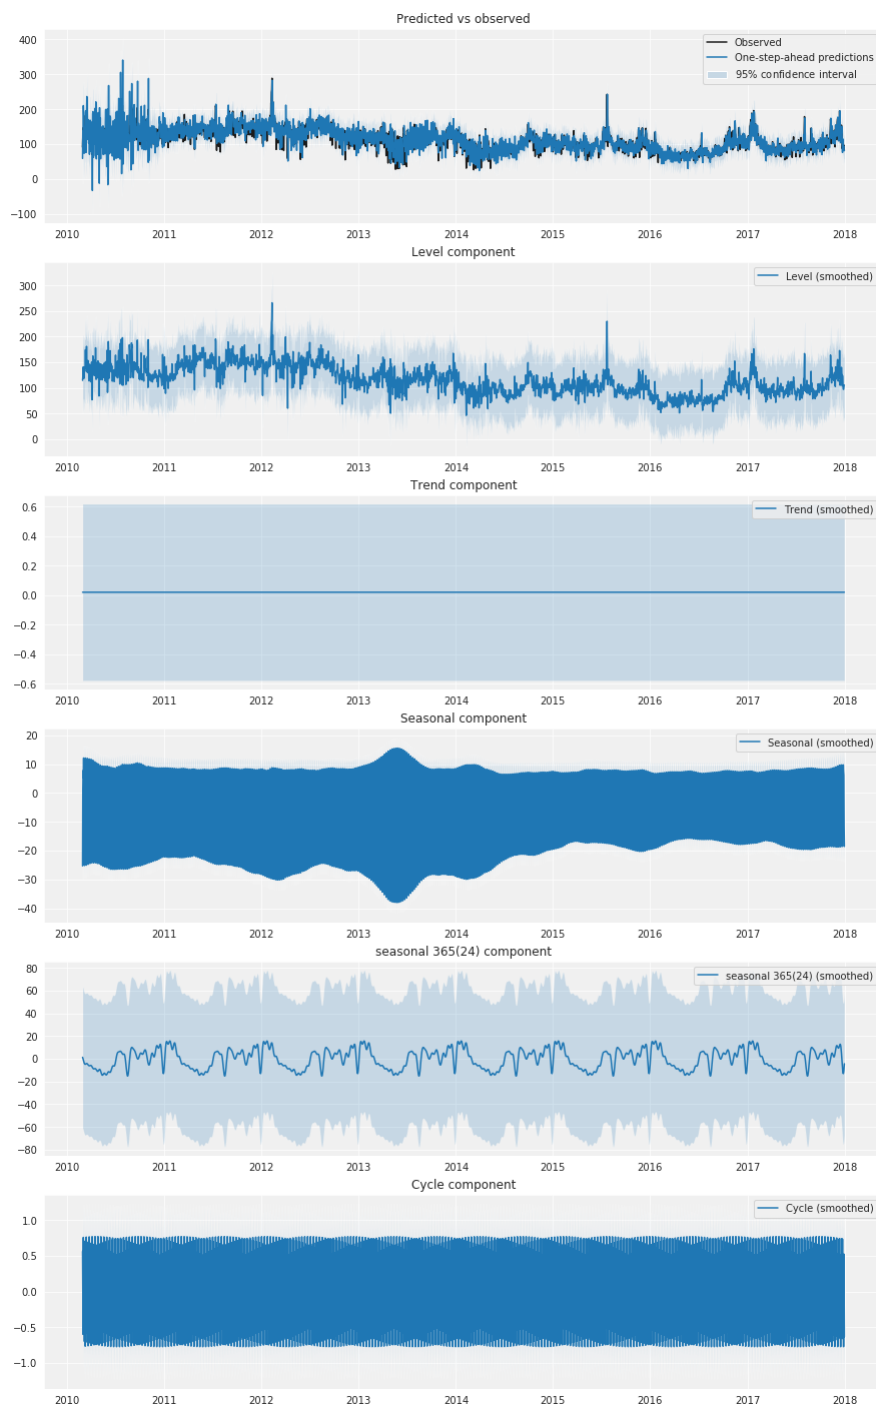 Predicted vs observed
400
300
200
100
0
−100
Observed
One-step-ahead predictions
95% confidence interval
2010 2011 2012 2013 2014 2015 2016 2017 2018
Level component
300
250
200
150
100
50
0
Level (smoothed)
2010 2011 2012 2013 2014 2015 2016 2017 2018
Trend component
0.6
0.4
0.2
0.0
−0.2
−0.4
−0.6
Trend (smoothed)
2010 2011 2012 2013 2014 2015 2016 2017 2018
Seasonal component
20
10
0
−10
−20
−30
−40
Seasonal (smoothed)
2010 2011 2012 2013 2014 2015 2016 2017 2018
seasonal 365(24) component
80
60
40
20
0
−20
−40
−60
−80
seasonal 365(24) (smoothed)
2010 2011 2012 2013 2014 2015 2016 2017 2018
Cycle component
1.0
0.5
0.0
−0.5
−1.0
Cycle (smoothed)
2010 2011 2012 2013 2014 2015 2016 2017 2018